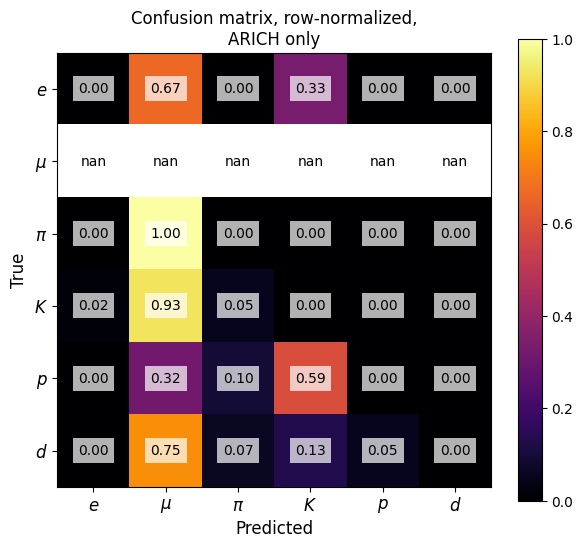 Confusion matrix, row-normalized,
ARICH only
True
e 0.00 0.67 0.00 0.33 0.00 0.00
μ nan nan nan nan nan nan
π 0.00 1.00 0.00 0.00 0.00 0.00
K 0.02 0.93 0.05 0.00 0.00 0.00
p 0.00 0.32 0.10 0.59 0.00 0.00
d 0.00 0.75 0.07 0.13 0.05 0.00
e μ π K p d
Predicted
1.0
0.8
0.6
0.4
0.2
0.0